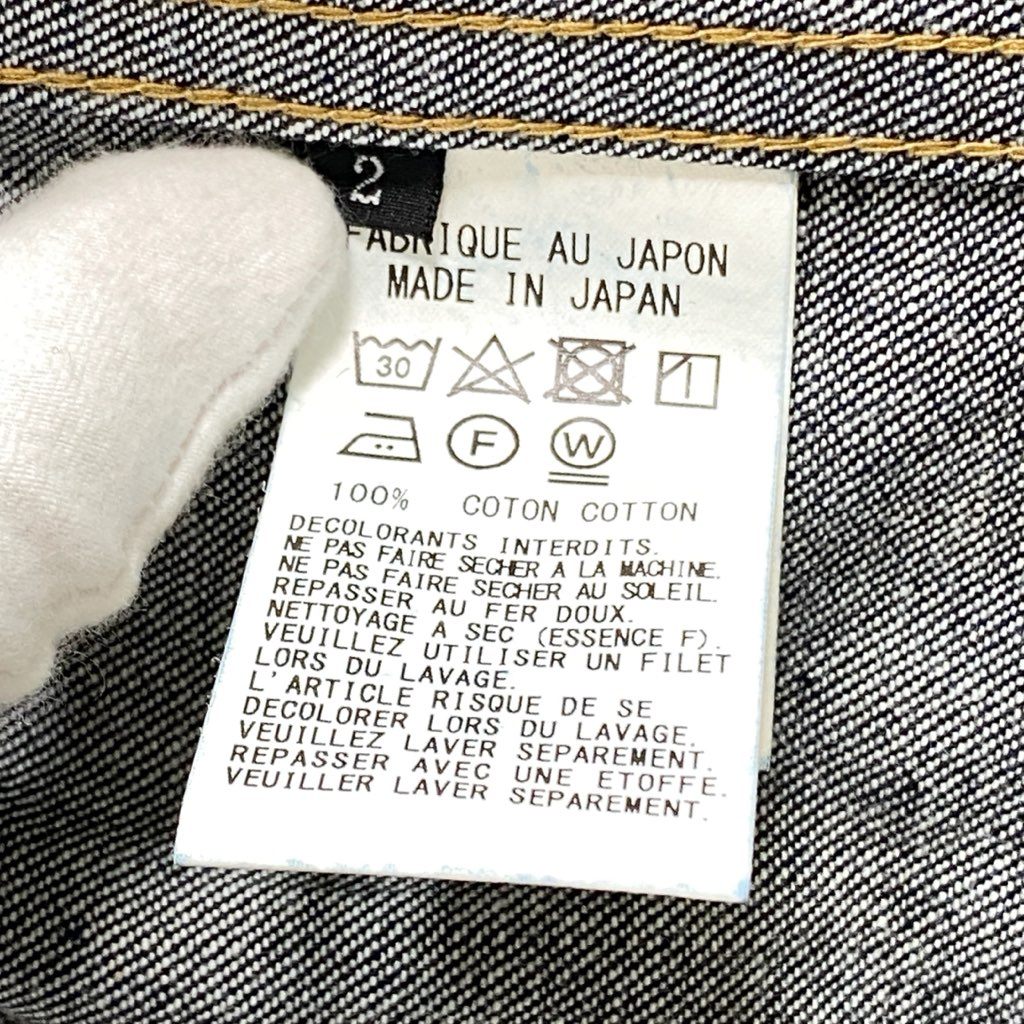 2
FABRIQUE AU JAPON
MADE IN JAPAN
30
F
W
100% COTON COTTON
DECOLORANTS INTERDITS.
NE PAS FAIRE SECHER A LA MACHINE.
NE PAS FAIRE SECHER AU SOLEIL.
REPASSER AU FER DOUX.
NETTOYAGE A SEC (ESSENCE F).
VEUILLEZ UTILISER UN FILET
LORS DU LAVAGE.
L'ARTICLE RISQUE DE SE
DECOLORER LORS DU LAVAGE.
VEUILLEZ LAVER SEPAREMENT.
REPASSER AVEC UNE ETOFFE.
VEUILLER LAVER SEPAREMENT.